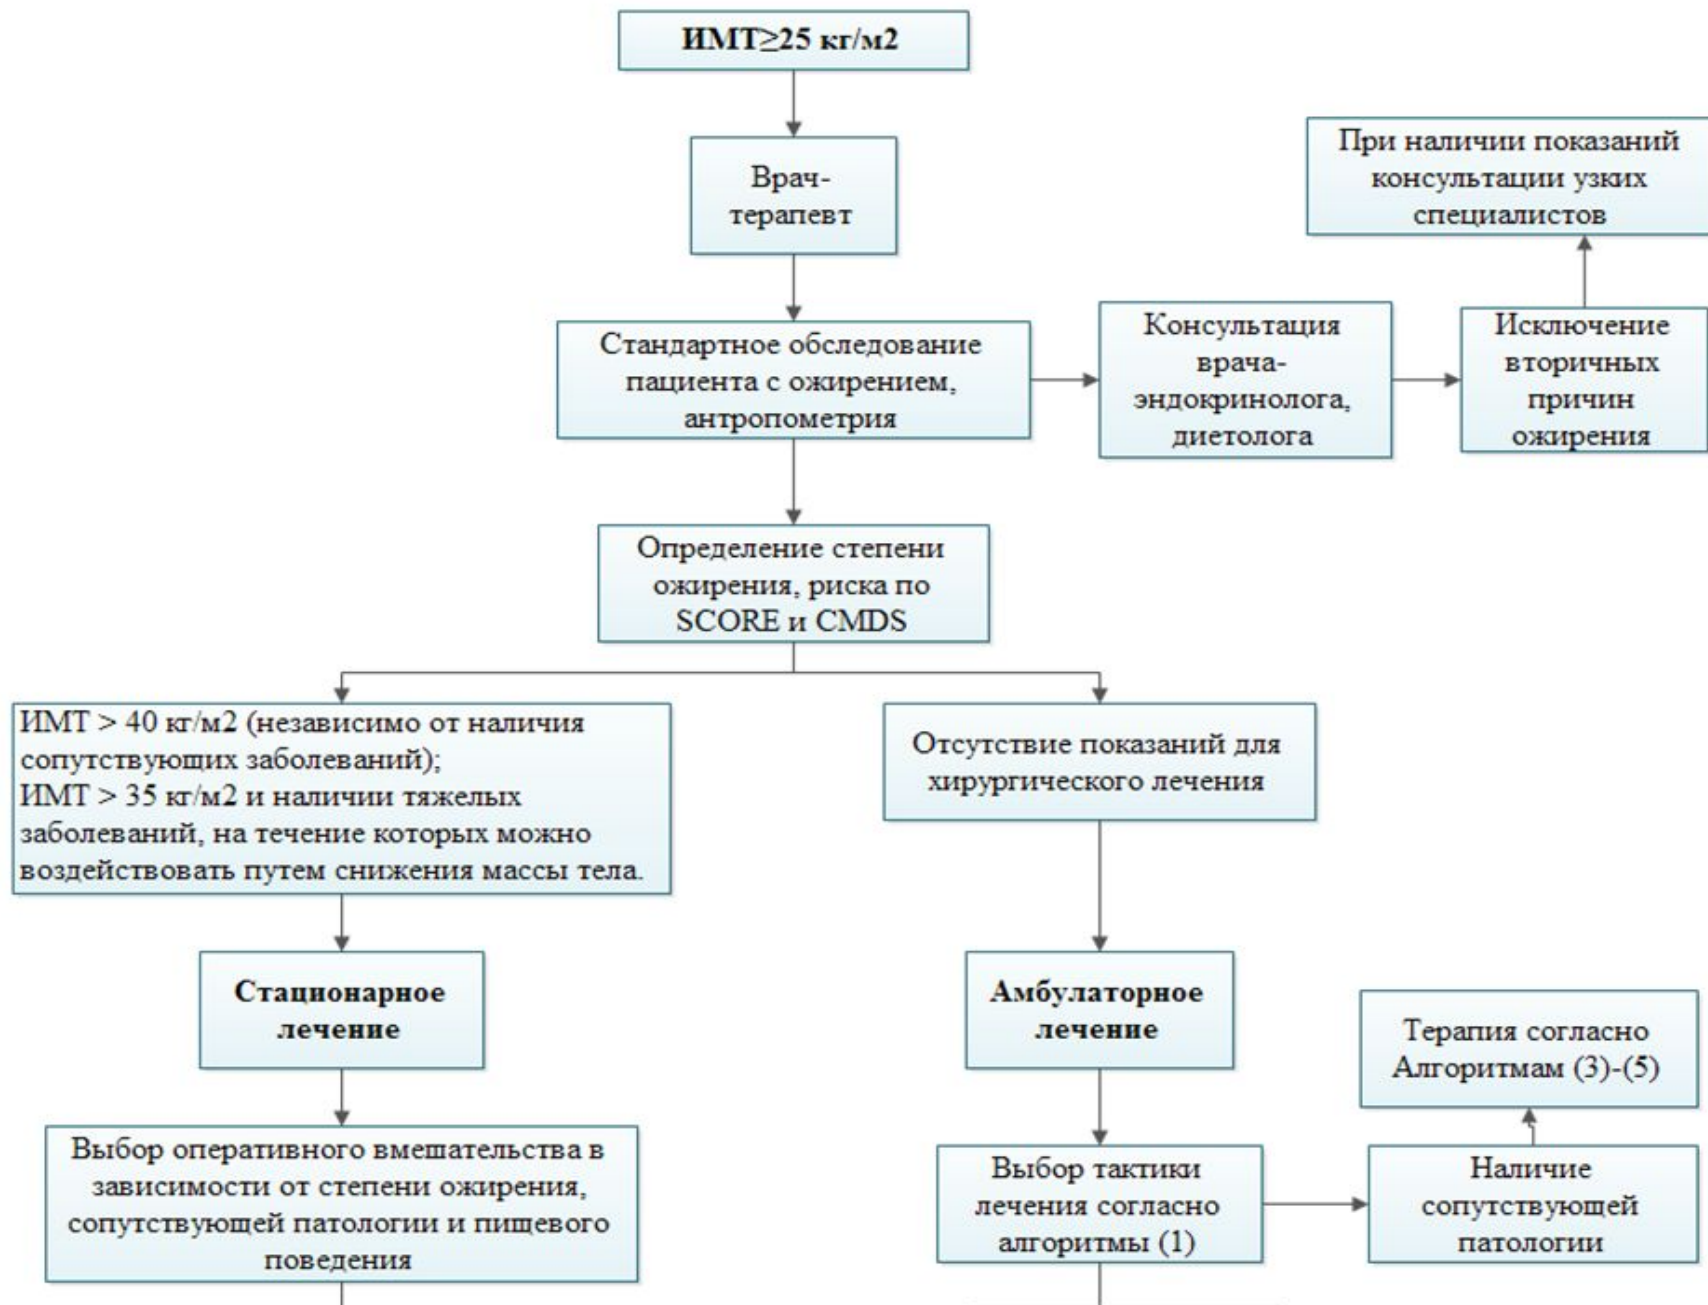 ИМТ≥25 кг/м2
Врач-
терапевт
При наличии показаний
консультации узких
специалистов
Стандартное обследование
пациента с ожирением,
антропометрия
Консультация
врача-
эндокринолога,
диетолога
Исключение
вторичных
причин
ожирения
Определение степени
ожирения, риска по
SCORE и CMDS
ИМТ > 40 кг/м2 (независимо от наличия
сопутствующих заболеваний);
ИМТ > 35 кг/м2 и наличии тяжелых
заболеваний, на течение которых можно
воздействовать путем снижения массы тела.
Отсутствие показаний для
хирургического лечения
Стационарное
лечение
Амбулаторное
лечение
Терапия согласно
Алгоритмам (3)-(5)
Выбор оперативного вмешательства в
зависимости от степени ожирения,
сопутствующей патологии и пищевого
поведения
Выбор тактики
лечения согласно
алгоритмы (1)
Наличие
сопутствующей
патологии